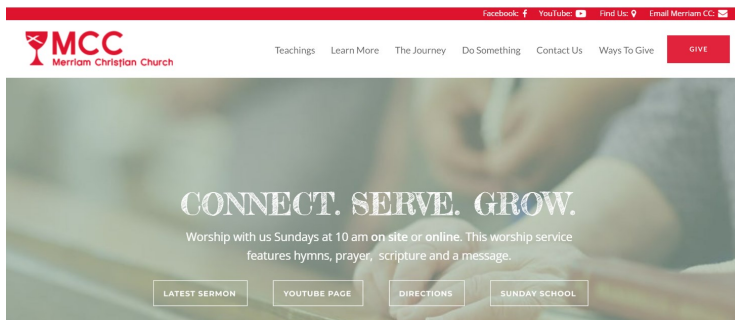 Facebook: YouTube: Find Us: Email Merriam CC:
MCC
Merriam Christian Church
Teachings Learn More The Journey Do Something Contact Us Ways To Give GIVE
CONNECT. SERVE. GROW.
Worship with us Sundays at 10 am on site or online. This worship service
features hymns, prayer, scripture and a message.
LATEST SERMON YOUTUBE PAGE DIRECTIONS SUNDAY SCHOOL